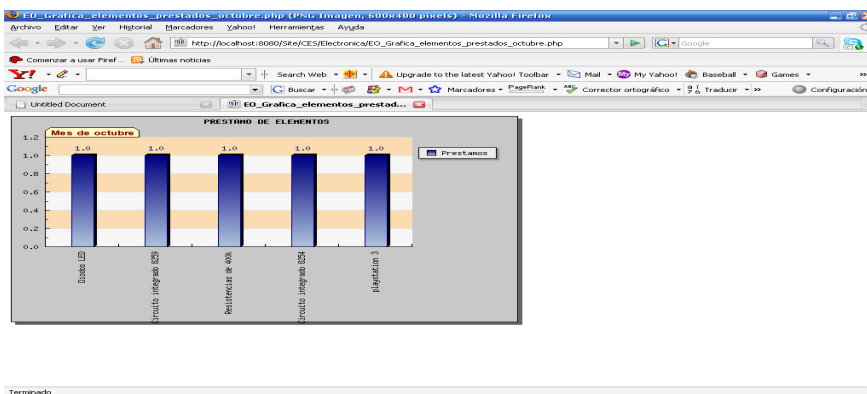 EO_Grafica_elementos_prestados_octubre.php (PNG Imagen, 600x400 pixels) - Mozilla Firefox
Archivo Editar Ver Historial Marcadores Yahoo! Herramientas Ayuda
http://localhost:8080/Site/CES/Electronica/EO_Grafica_elementos_prestados_octubre.php Google
Comenzar a usar Firef... Últimas noticias
Y! Search Web Upgrade to the latest Yahoo! Toolbar Mail My Yahoo! Baseball Games »
Google Buscar Marcadores PageRank Corrector ortográfico Traducir » Configuración
Untitled Document EO_Grafica_elementos_prestad...
PRESTAMO DE ELEMENTOS
Mes de octubre
1.2
1.0
0.8
0.6
0.4
0.2
0.0
1.0 1.0 1.0 1.0 1.0
Prestamos
Diodos LED
Circuito integrado 8259
Resistencias de 400k
Circuito integrado 8254
playstation 3
Terminado